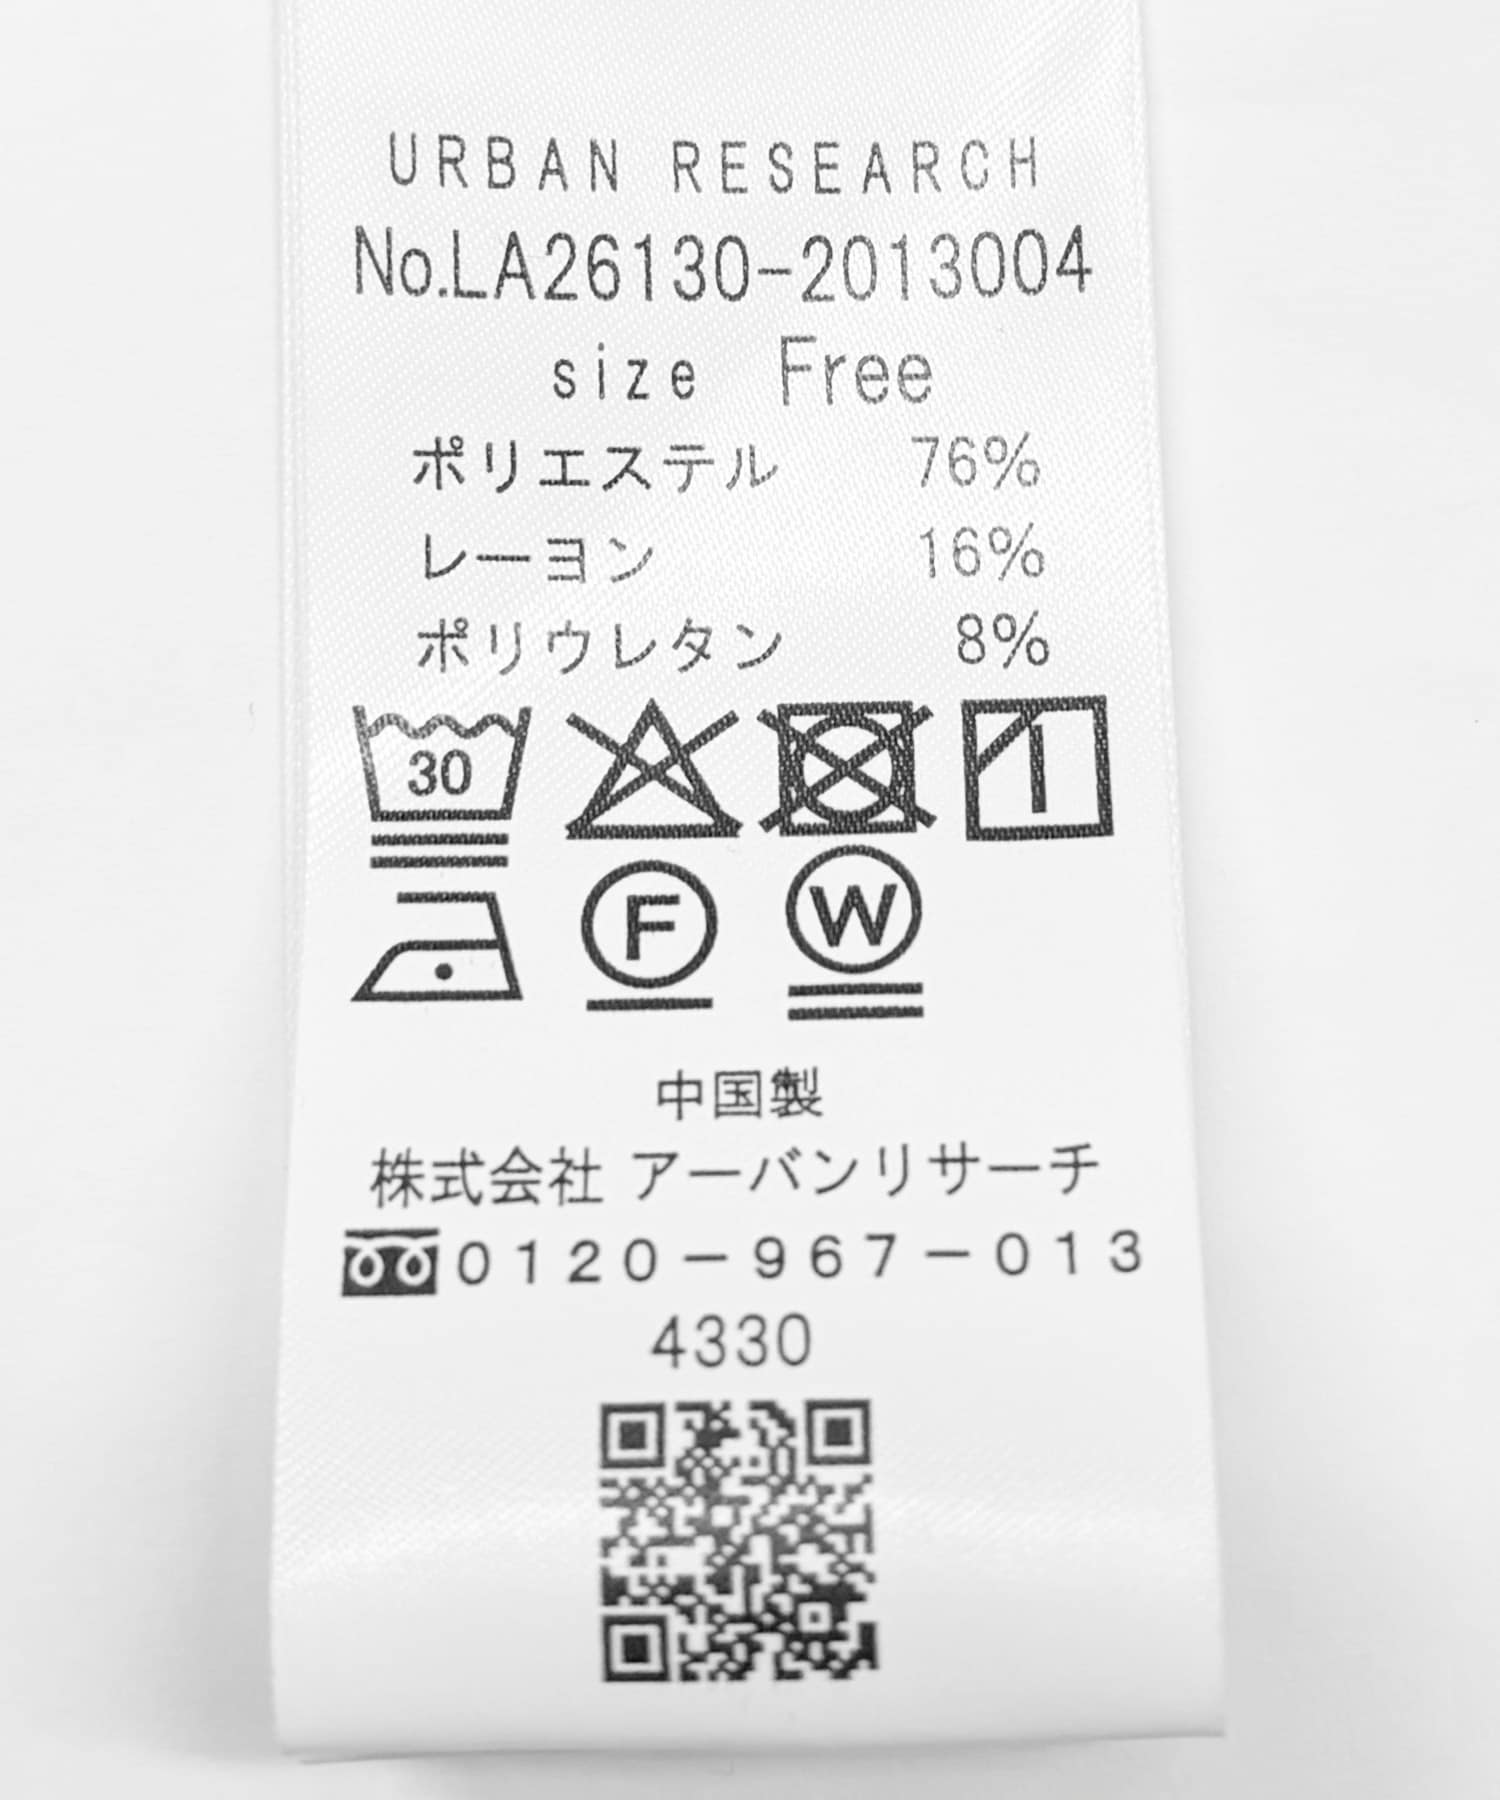 URBAN RESEARCH
No.LA26130-2013004
size Free
ポリエステル 76%
レーヨン 16%
ポリウレタン 8%
30
F W
中国製
株式会社 アーバンリサーチ
0120-967-013
4330